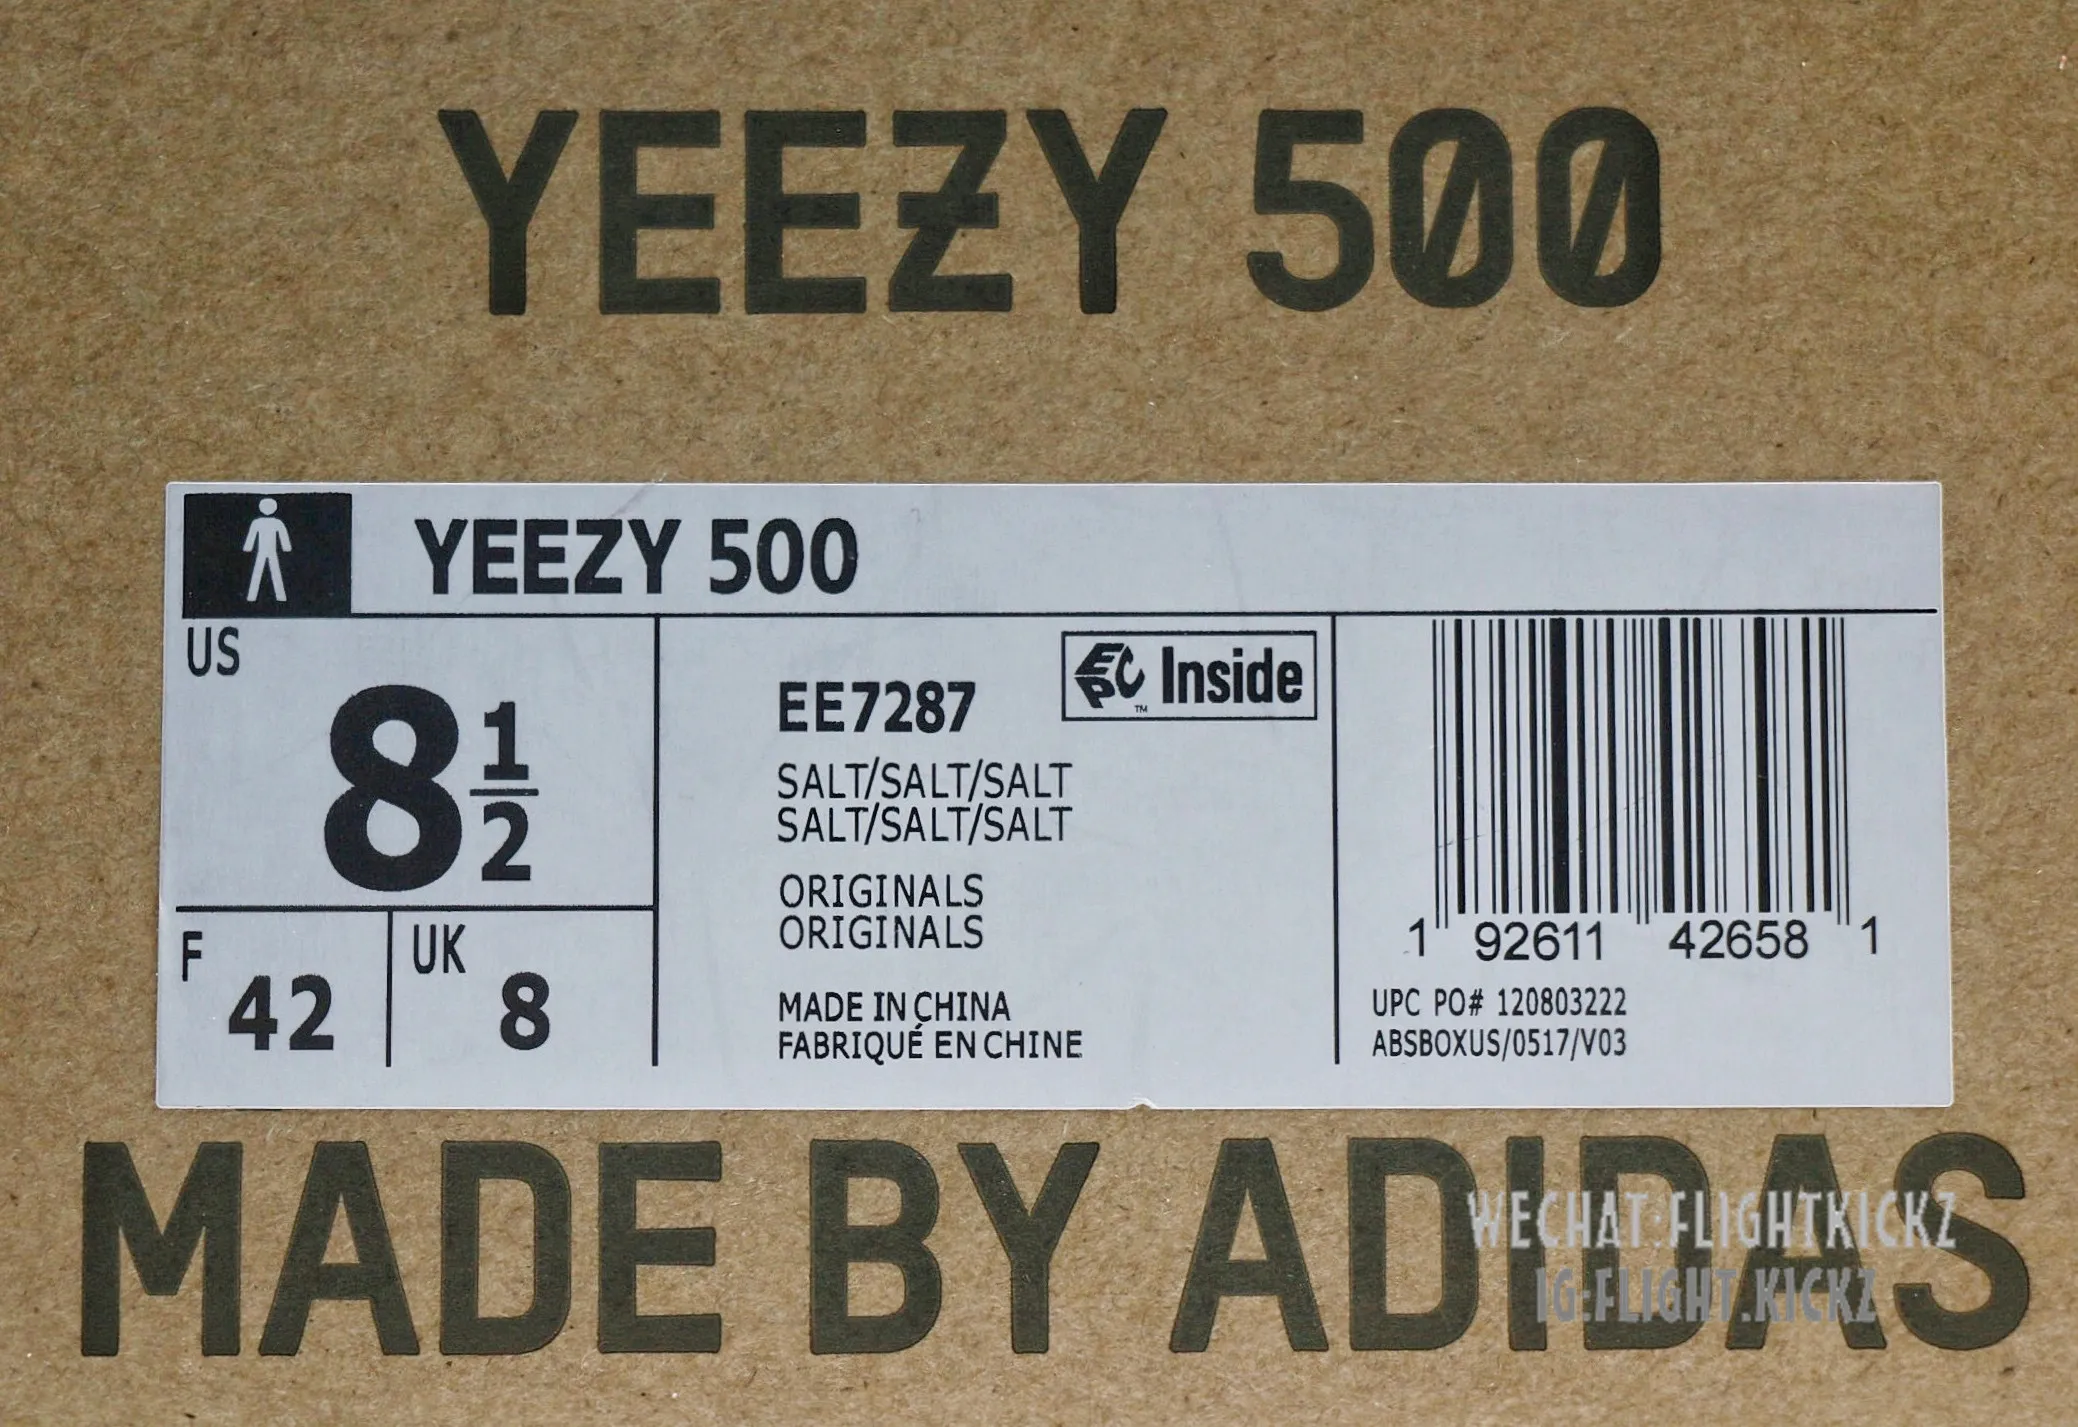 YEEZY 500
YEEZY 500
US
8 1/2
F
42
UK
8
EE7287
EPC Inside
TM
SALT/SALT/SALT
SALT/SALT/SALT
ORIGINALS
ORIGINALS
MADE IN CHINA
FABRIQUÉ EN CHINE
1 92611 42658 1
UPC PO# 120803222
ABSBOXUS/0517/V03
MADE BY ADIDAS
WECHAT:FLIGHTKICKZ
IG:FLIGHT.KICKZ